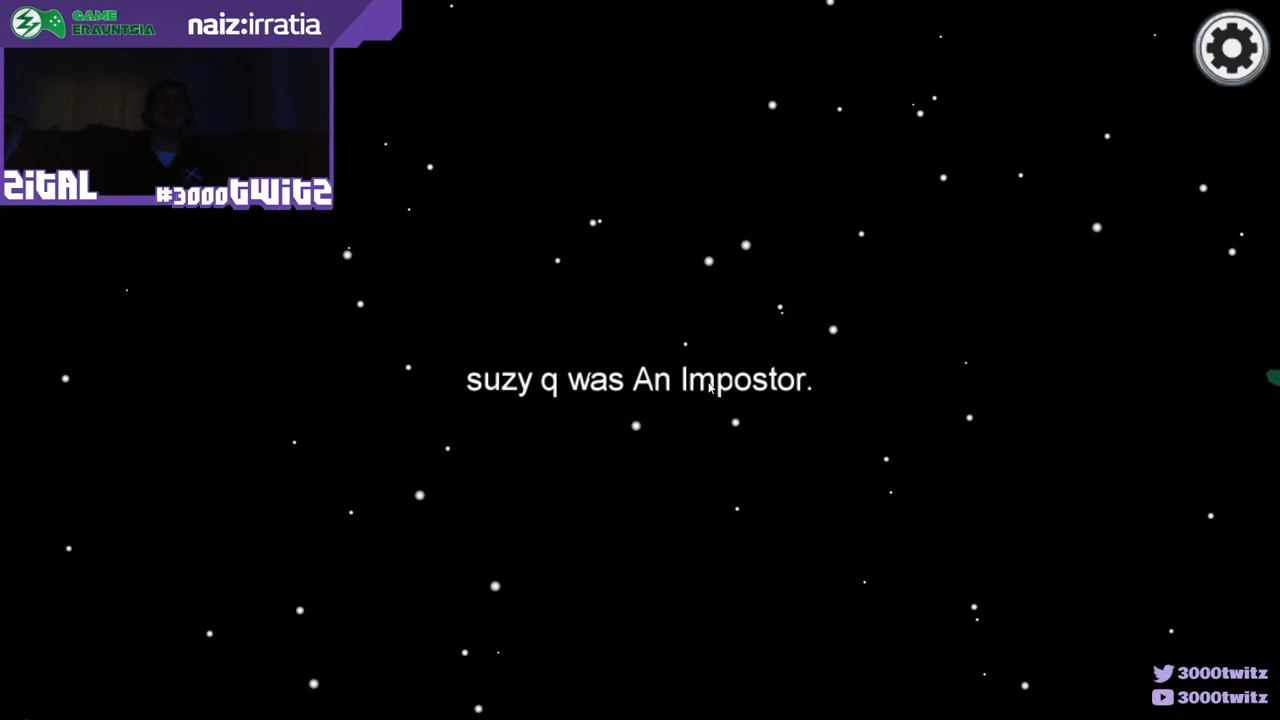 GAME
ERAUNTSIA
naiz:irratia
ZITAL
#3000TWITZ
suzy q was An Impostor.
3000twitz
3000twitz